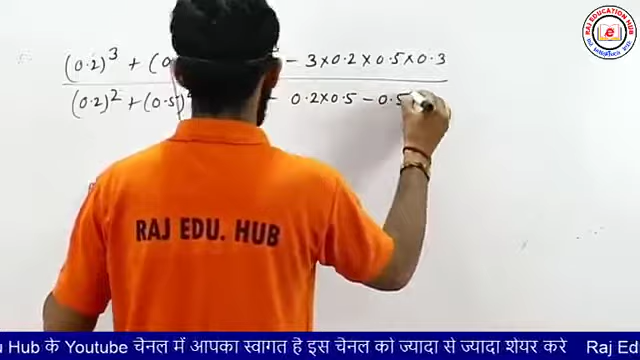 RAJ EDUCATION HUB
e
(0.2)³ + (0 - 3×0.2×0.5×0.3
(0.2)² + (0.5) - 0.2×0.5 - 0.5
RAJ EDU. HUB
u Hub के Youtube चेनल में आपका स्वागत है इस चेनल को ज्यादा से ज्यादा शेयर करें Raj Ed